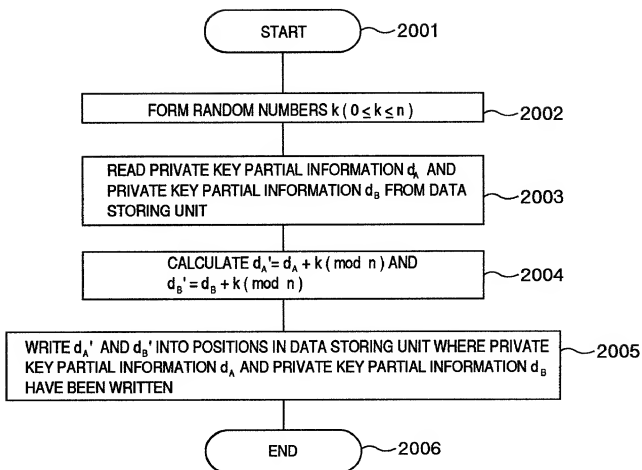 START
2001
FORM RANDOM NUMBERS k ( 0 ≤ k ≤ n )
2002
READ PRIVATE KEY PARTIAL INFORMATION d_A AND
PRIVATE KEY PARTIAL INFORMATION d_B FROM DATA
STORING UNIT
2003
CALCULATE d_A' = d_A + k ( mod n ) AND
d_B' = d_B + k ( mod n )
2004
WRITE d_A' AND d_B' INTO POSITIONS IN DATA STORING UNIT WHERE PRIVATE
KEY PARTIAL INFORMATION d_A AND PRIVATE KEY PARTIAL INFORMATION d_B
HAVE BEEN WRITTEN
2005
END
2006